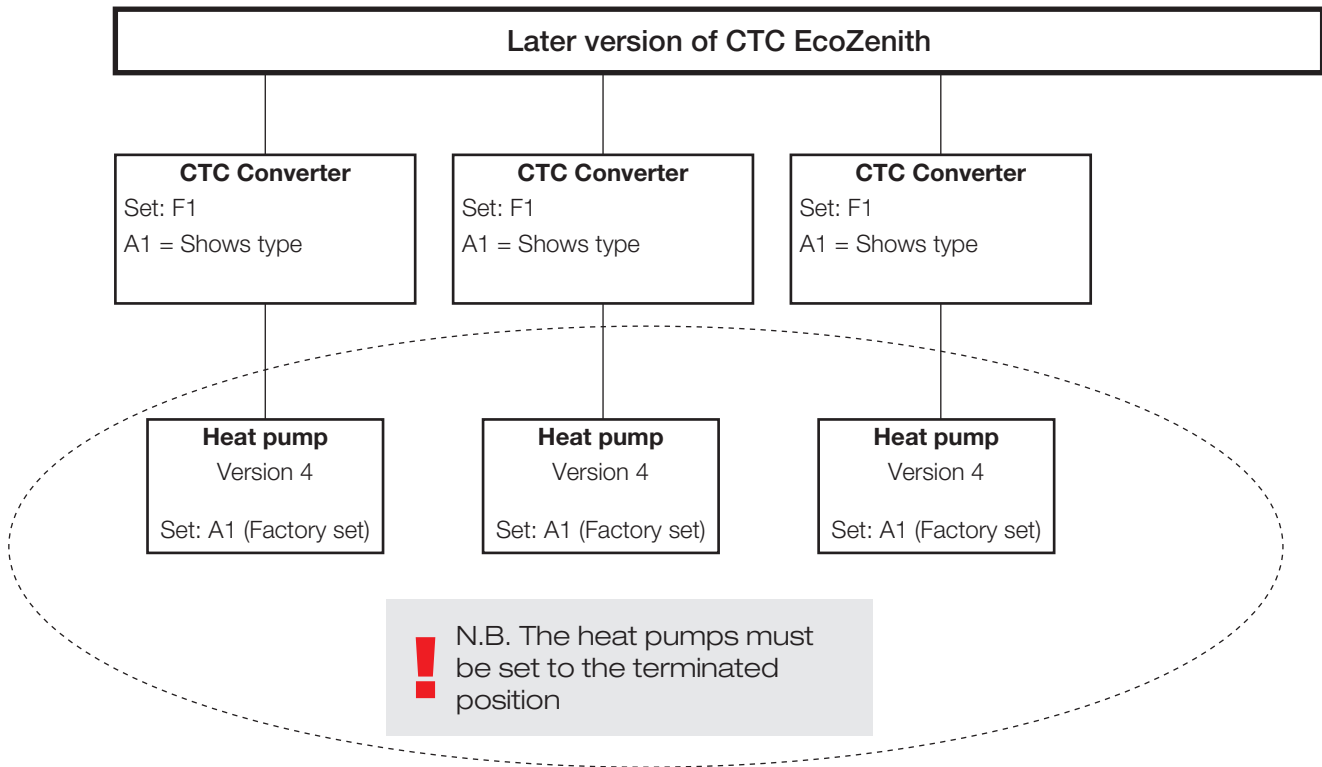 Later version of CTC EcoZenith
CTC Converter
Set: F1
A1 = Shows type
CTC Converter
Set: F1
A1 = Shows type
CTC Converter
Set: F1
A1 = Shows type
Heat pump
Version 4
Set: A1 (Factory set)
Heat pump
Version 4
Set: A1 (Factory set)
Heat pump
Version 4
Set: A1 (Factory set)
! N.B. The heat pumps must
be set to the terminated
position